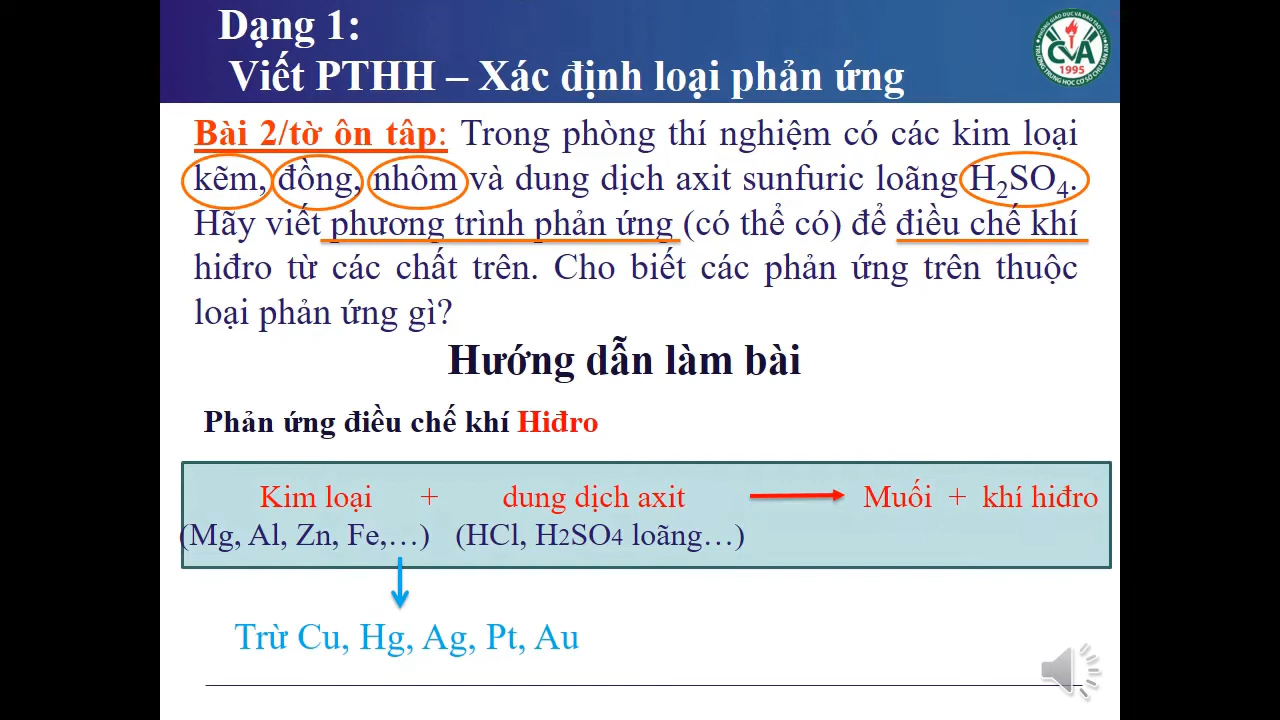 Dạng 1:
Viết PTHH – Xác định loại phản ứng
CVA
1995
Bài 2/tờ ôn tập: Trong phòng thí nghiệm có các kim loại
kẽm, đồng, nhôm và dung dịch axit sunfuric loãng H₂SO₄.
Hãy viết phương trình phản ứng (có thể có) để điều chế khí
hiđro từ các chất trên. Cho biết các phản ứng trên thuộc
loại phản ứng gì?
Hướng dẫn làm bài
Phản ứng điều chế khí Hiđro
Kim loại + dung dịch axit → Muối + khí hiđro
(Mg, Al, Zn, Fe,…) (HCl, H2SO4 loãng…)
Trừ Cu, Hg, Ag, Pt, Au